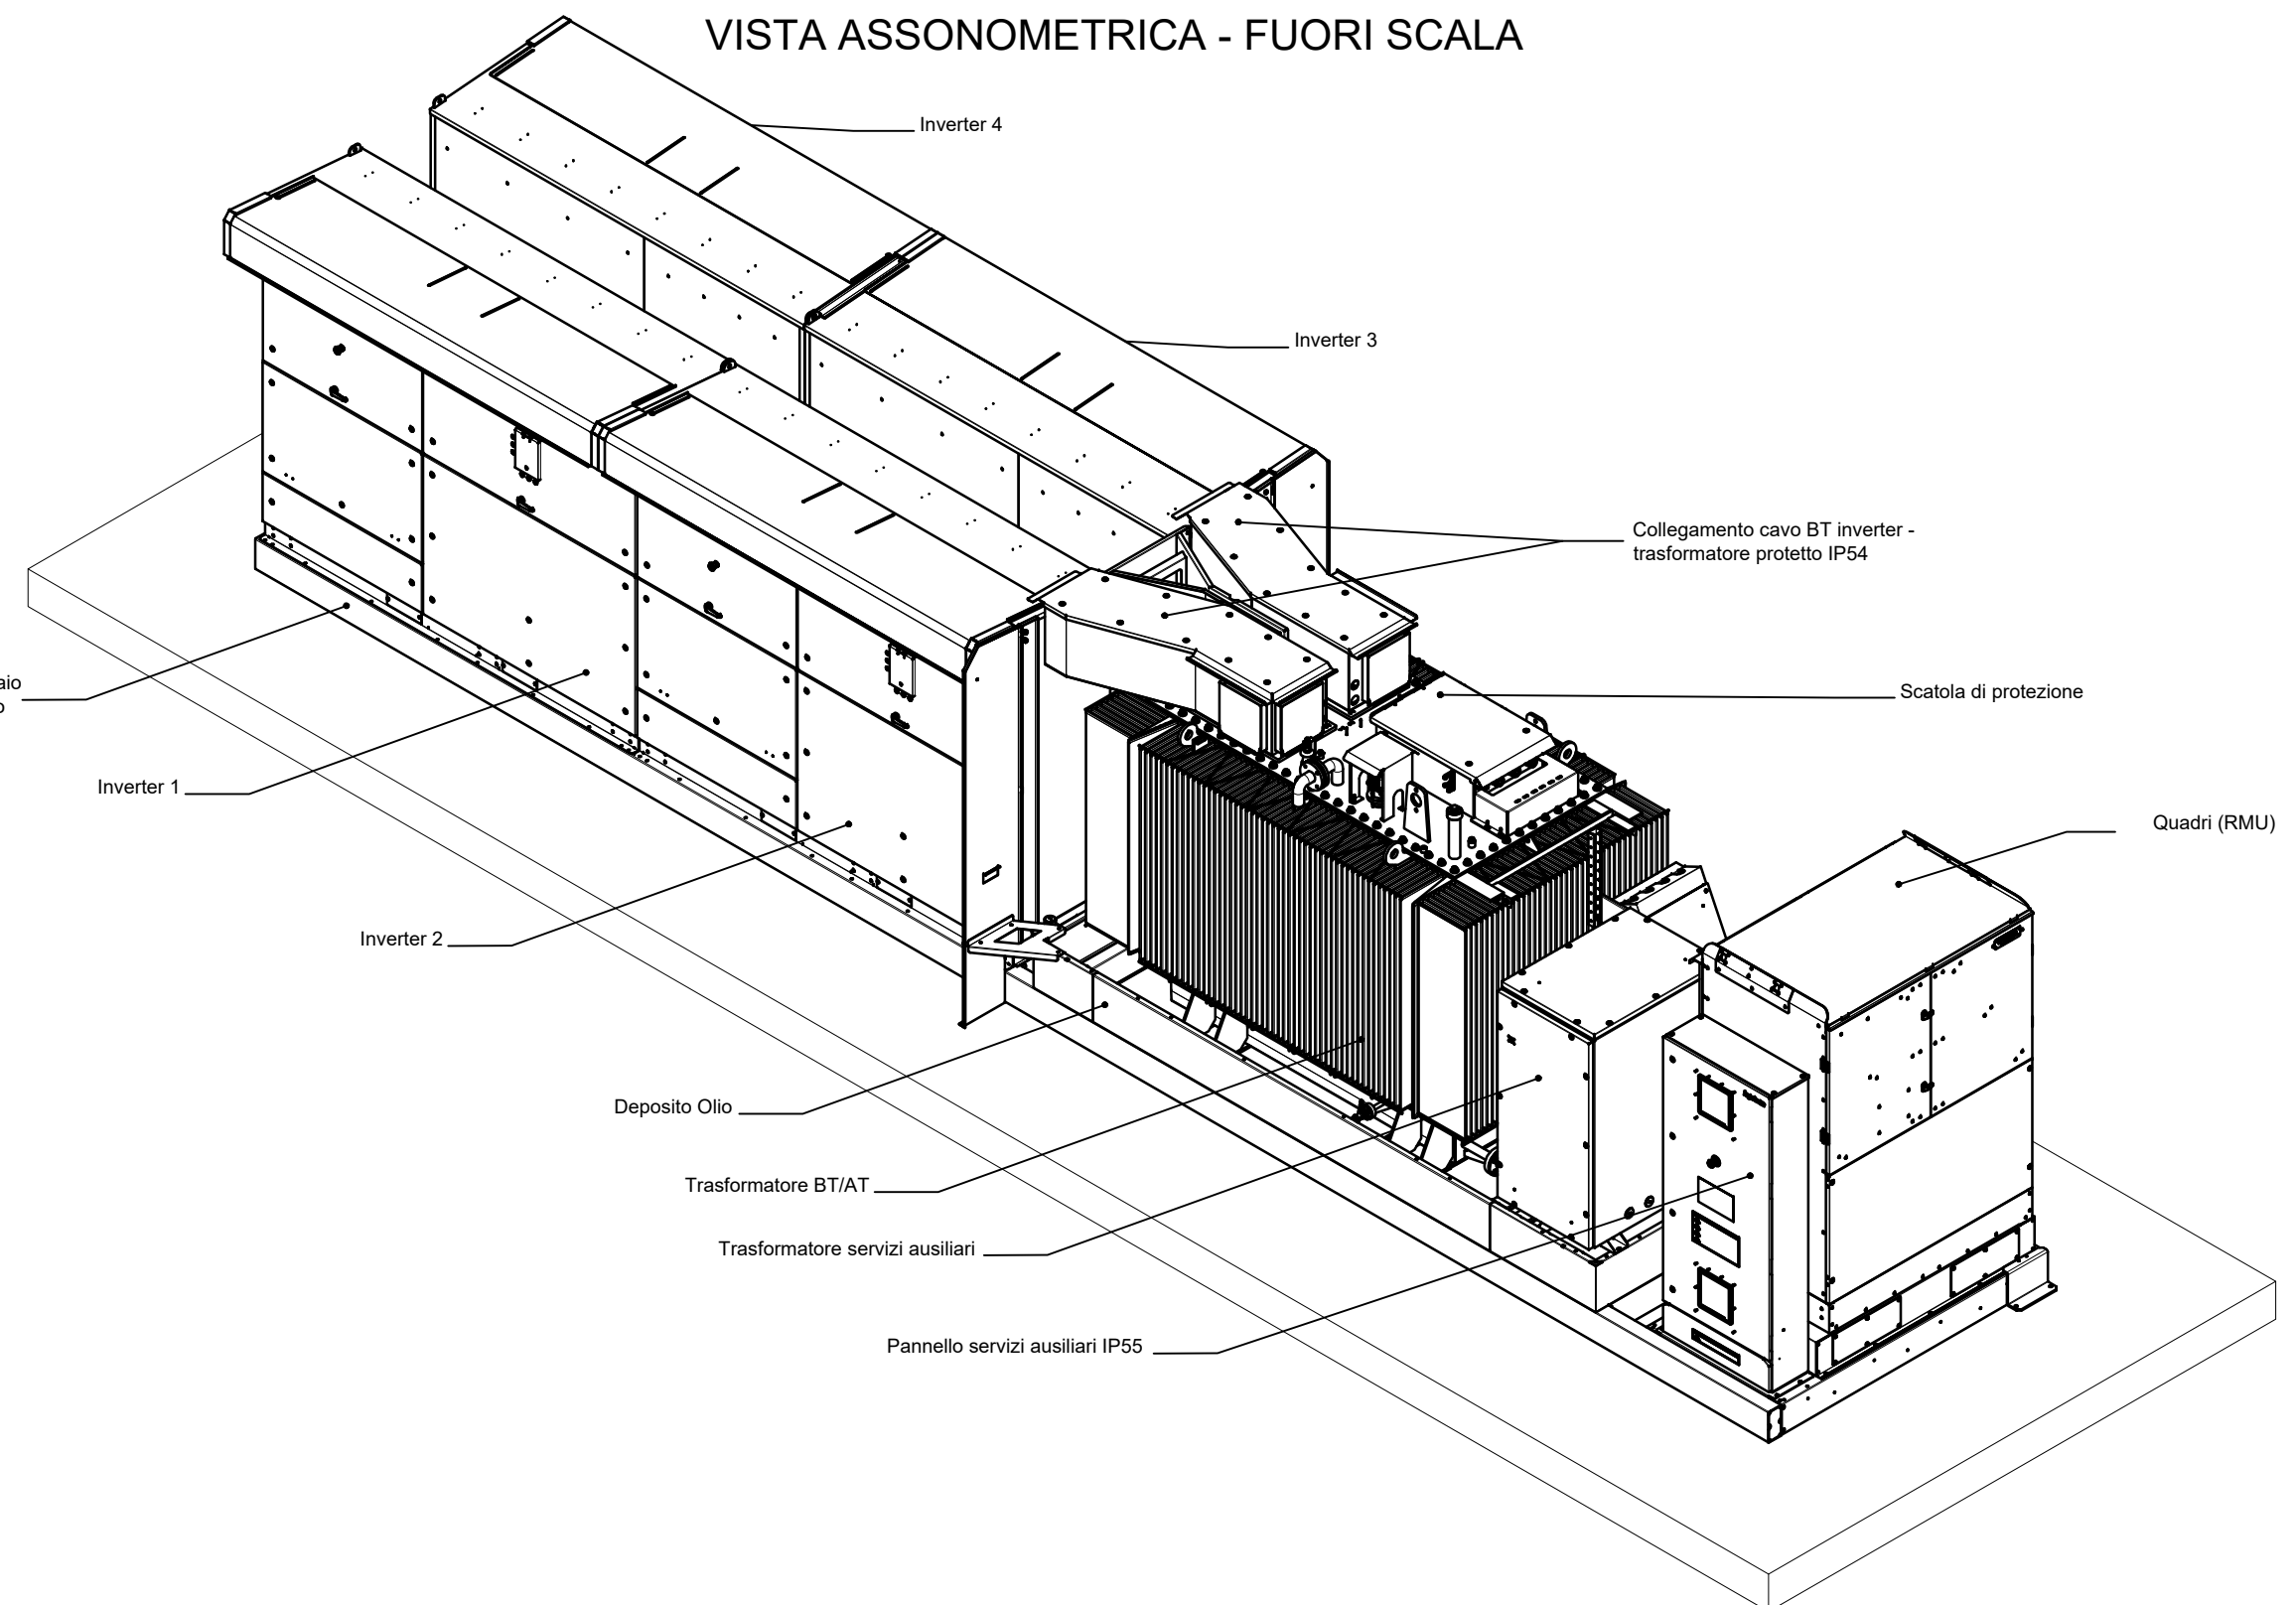 VISTA ASSONOMETRICA - FUORI SCALA
Inverter 4
Inverter 3
Collegamento cavo BT inverter -
trasformatore protetto IP54
Scatola di protezione
Inverter 1
Quadri (RMU)
Inverter 2
Deposito Olio
Trasformatore BT/AT
Trasformatore servizi ausiliari
Pannello servizi ausiliari IP55